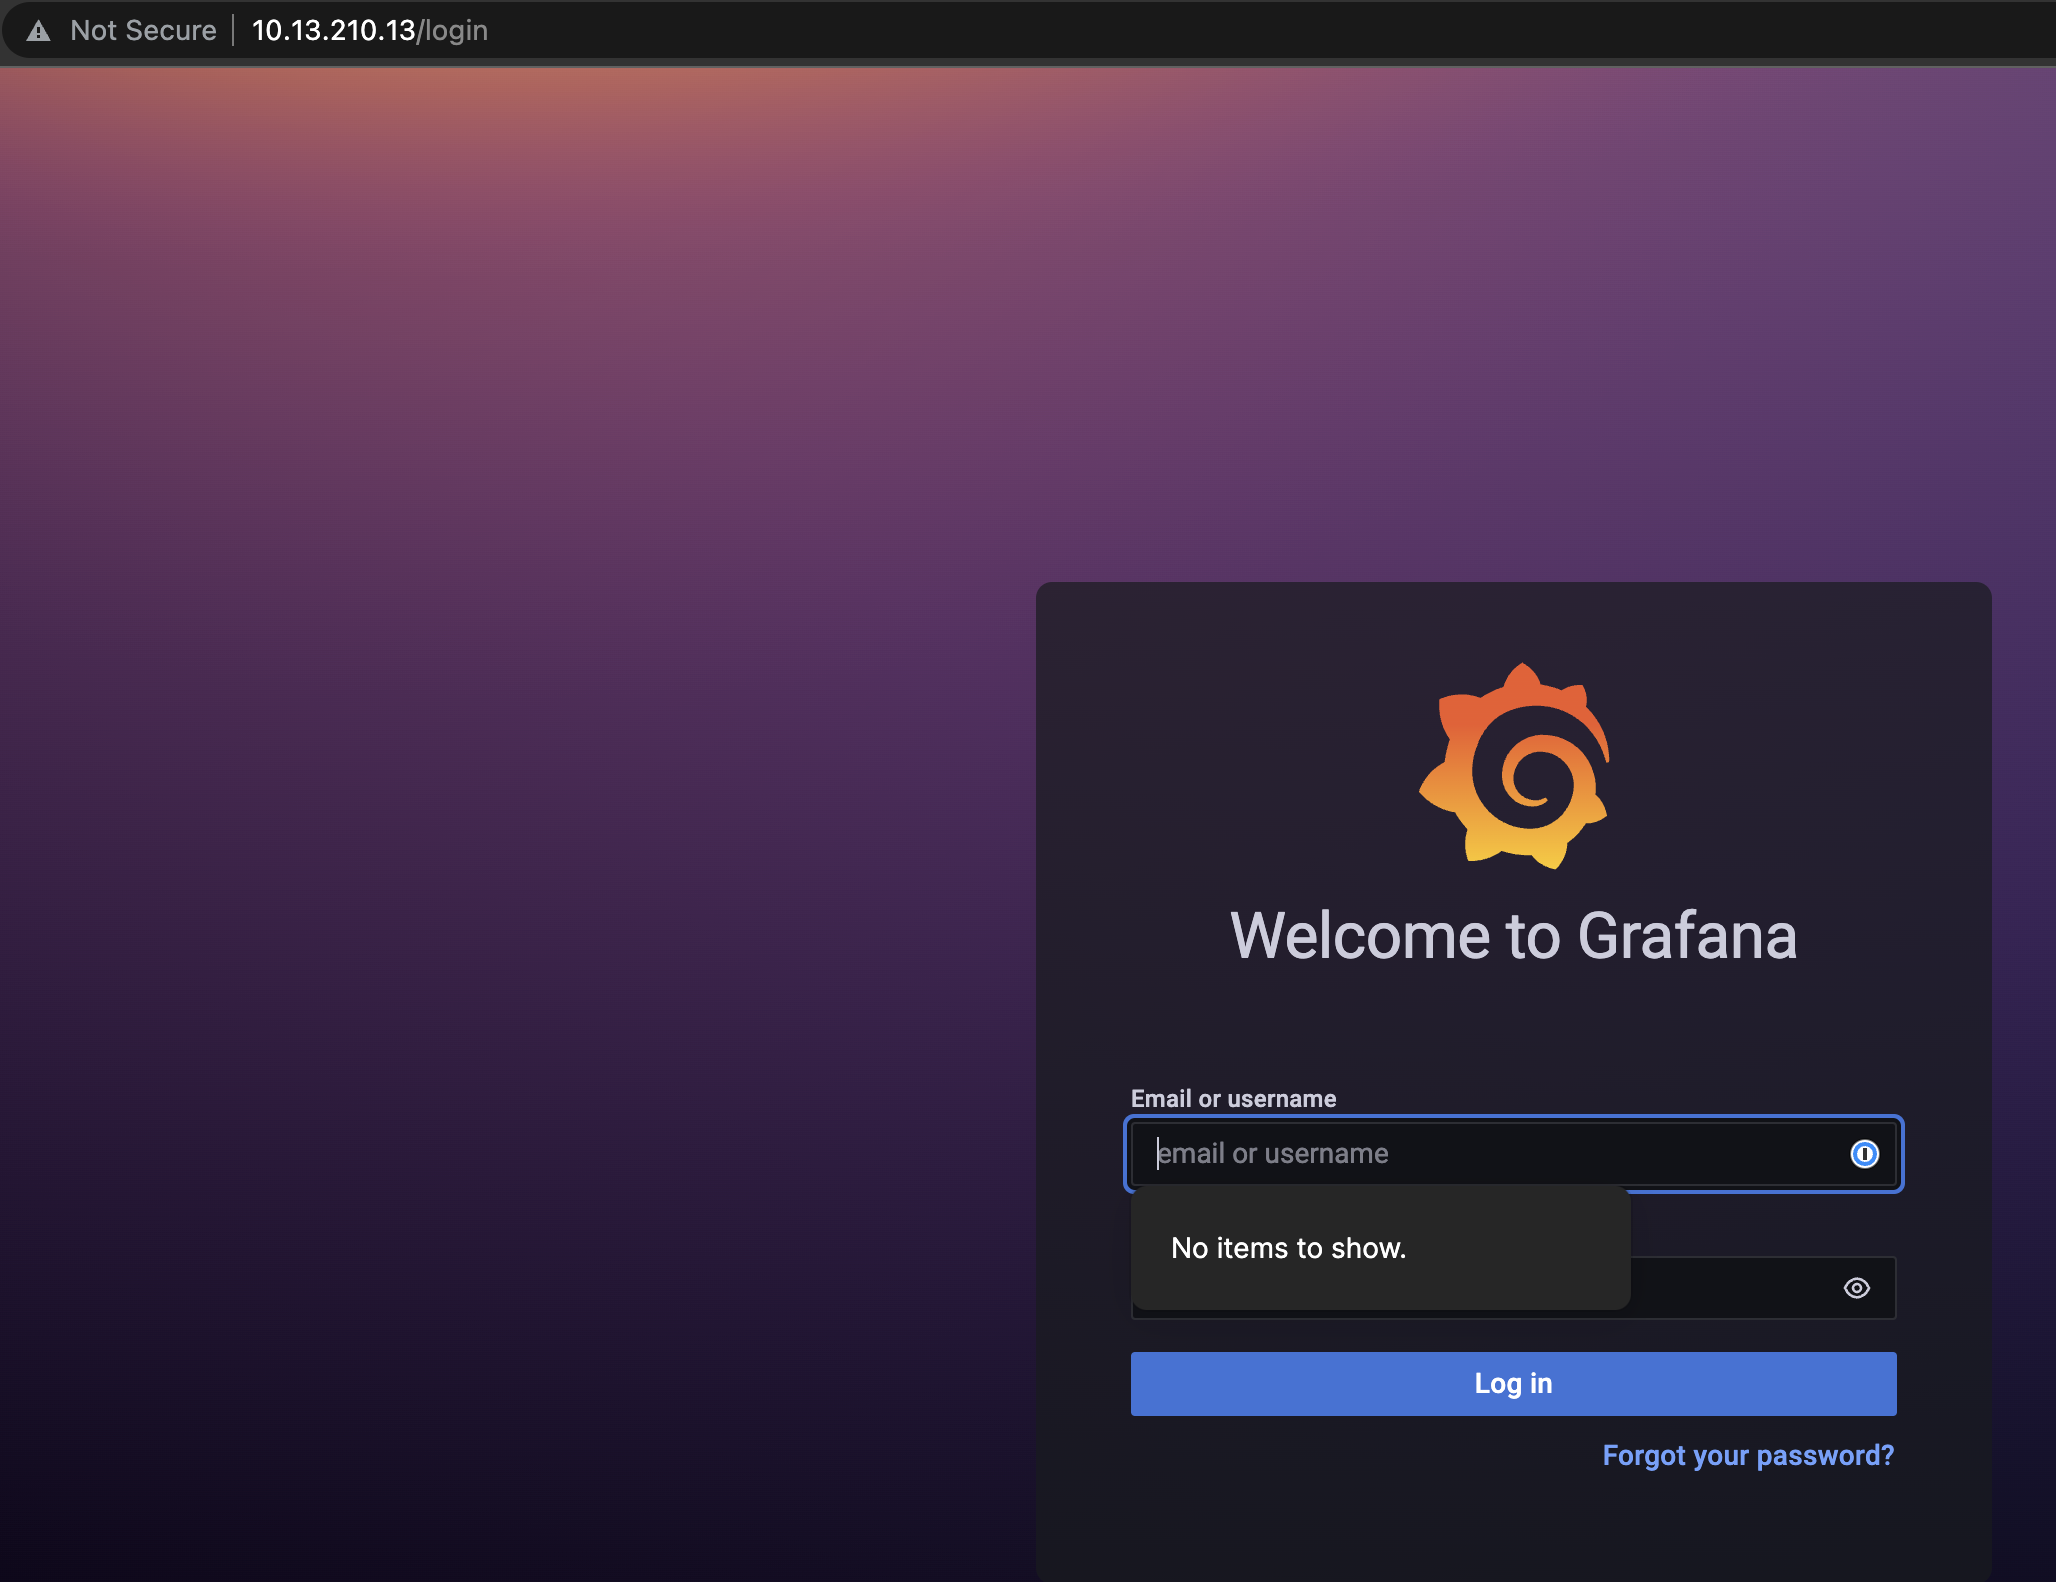 Not Secure 10.13.210.13/login
Welcome to Grafana
Email or username
email or username
No items to show.
Log in
Forgot your password?